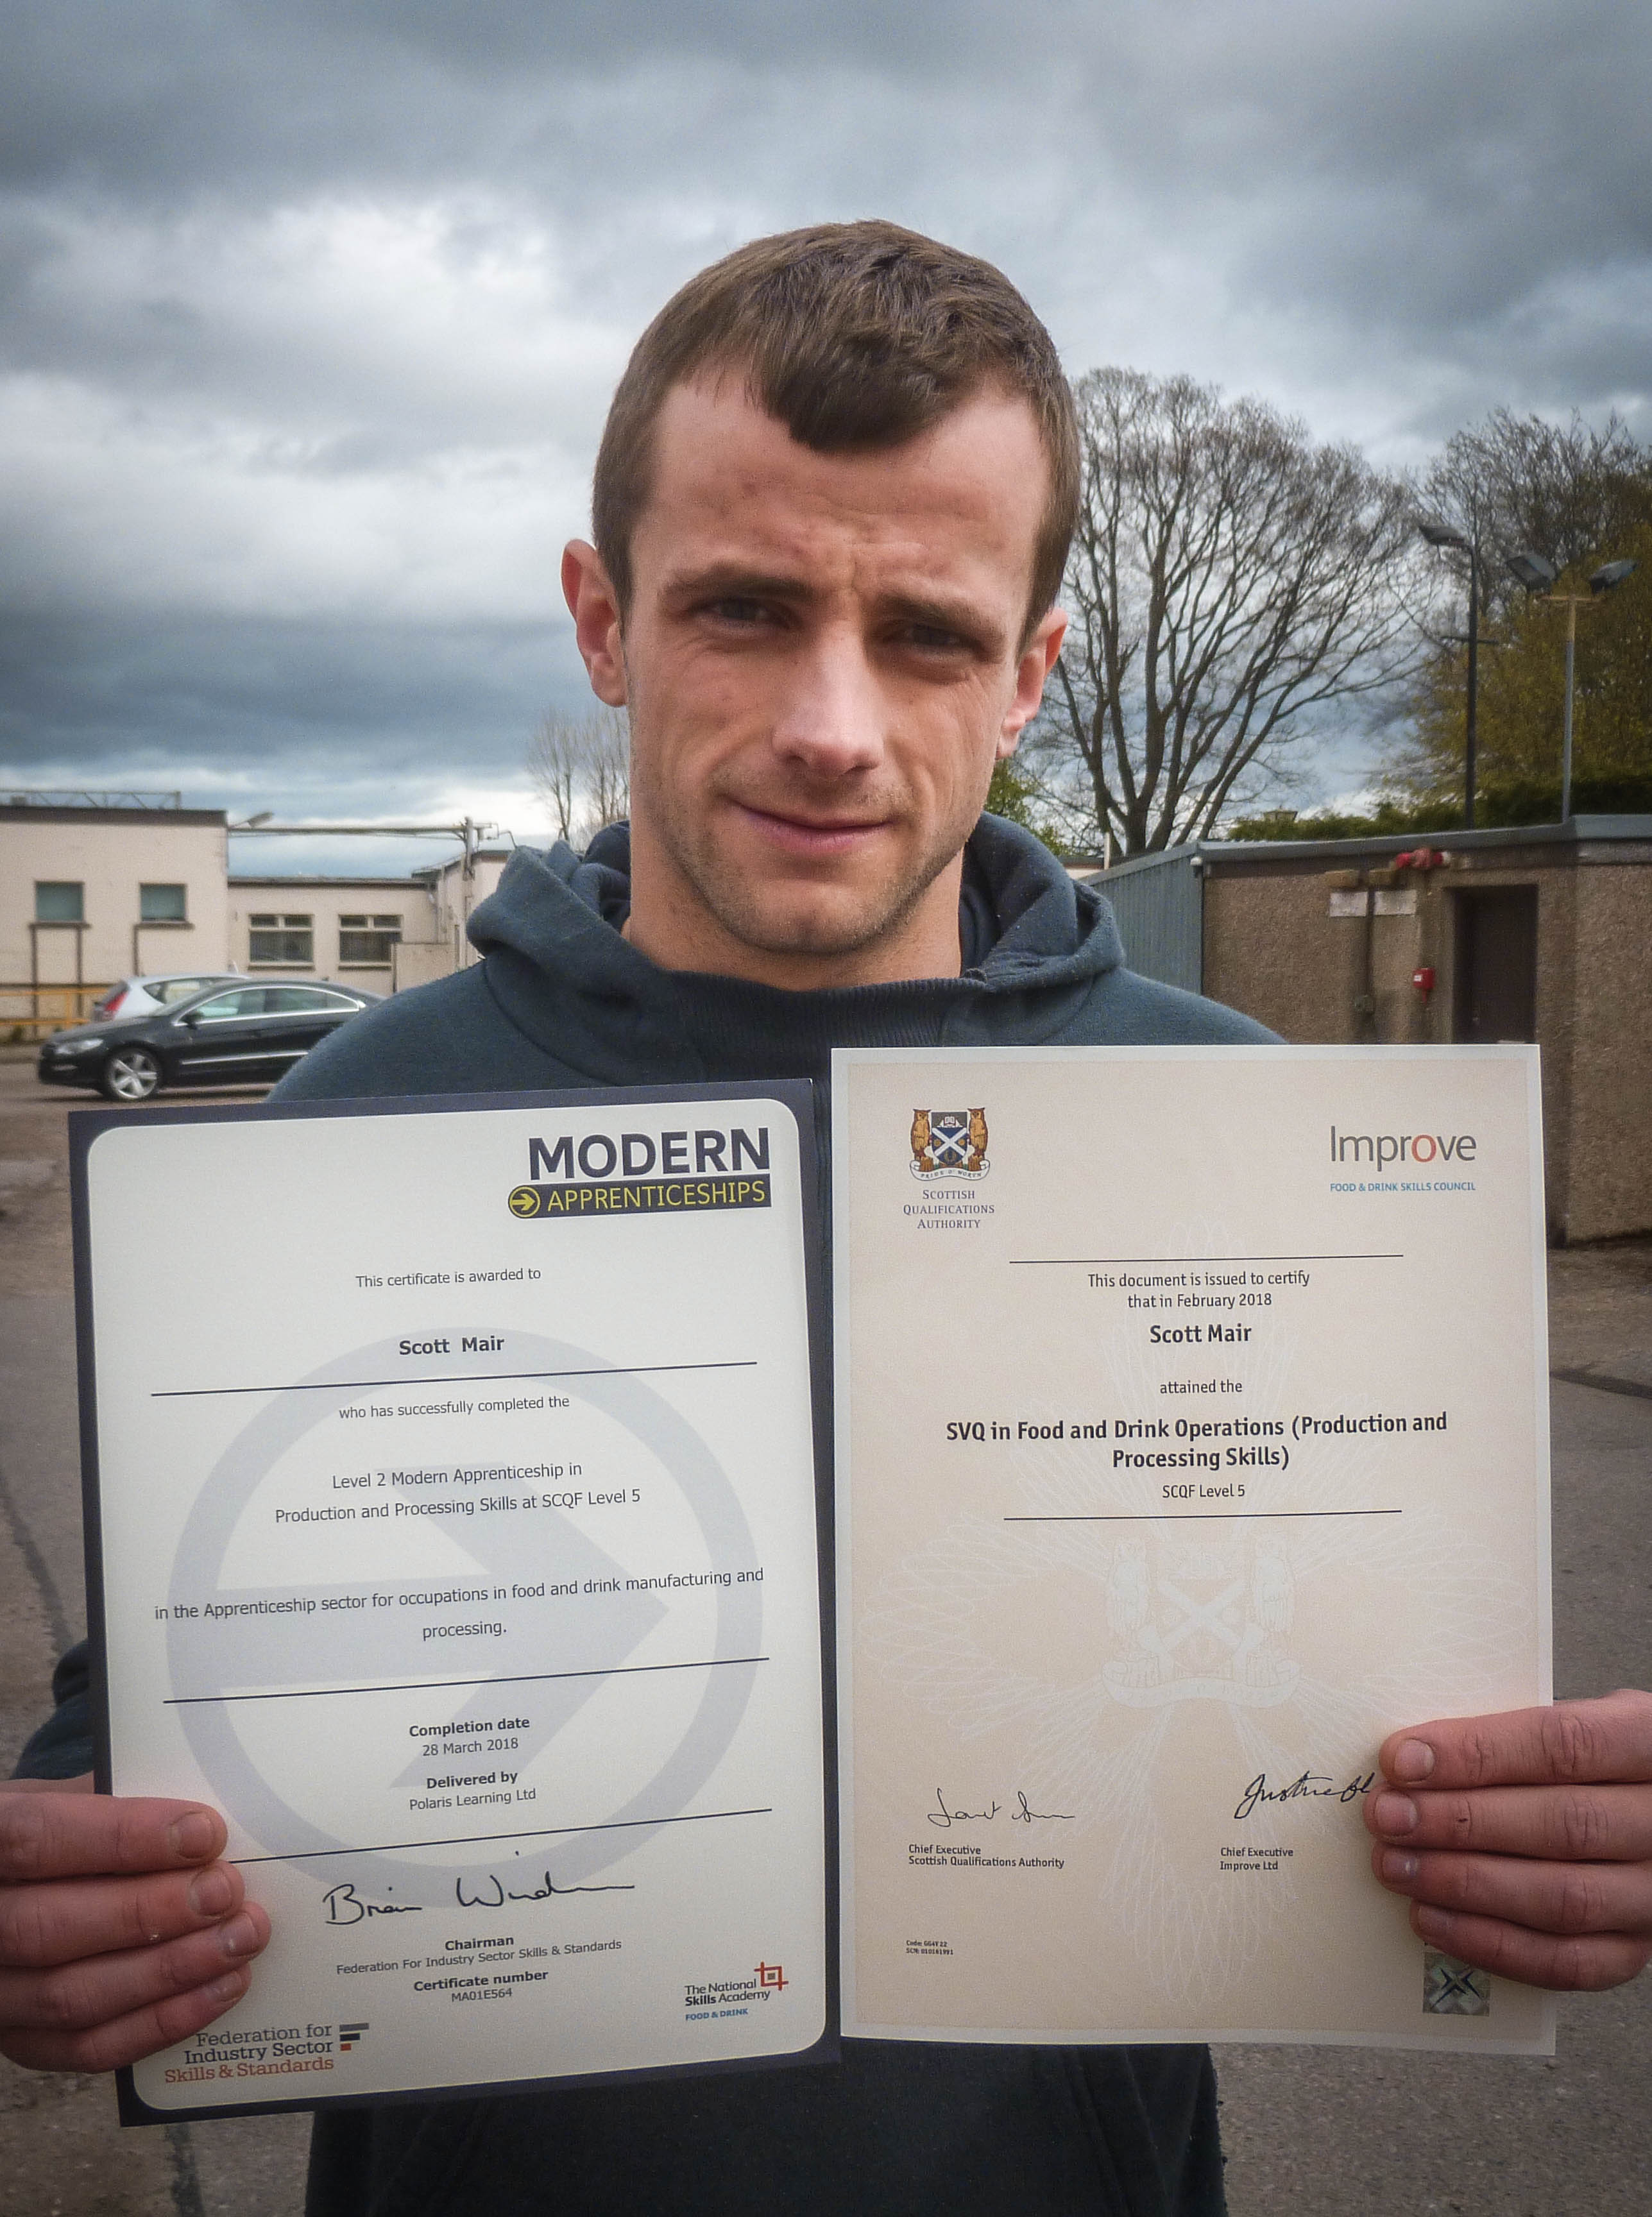 MODERN
APPRENTICESHIPS
This certificate is awarded to
Scott Mair
who has successfully completed the
Level 2 Modern Apprenticeship in
Production and Processing Skills at SCQF Level 5
in the Apprenticeship sector for occupations in food and drink manufacturing and
processing.
Completion date
28 March 2018
Delivered by
Polaris Learning Ltd
Chairman
Federation For Industry Sector Skills & Standards
Certificate number
MA01E564
Federation for
Industry Sector
Skills & Standards
The National
Skills Academy
FOOD & DRINK
SCOTTISH
QUALIFICATIONS
AUTHORITY
Improve
FOOD & DRINK SKILLS COUNCIL
This document is issued to certify
that in February 2018
Scott Mair
attained the
SVQ in Food and Drink Operations (Production and
Processing Skills)
SCQF Level 5
Chief Executive
Scottish Qualifications Authority
Chief Executive
Improve Ltd
Code: GG4Y 22